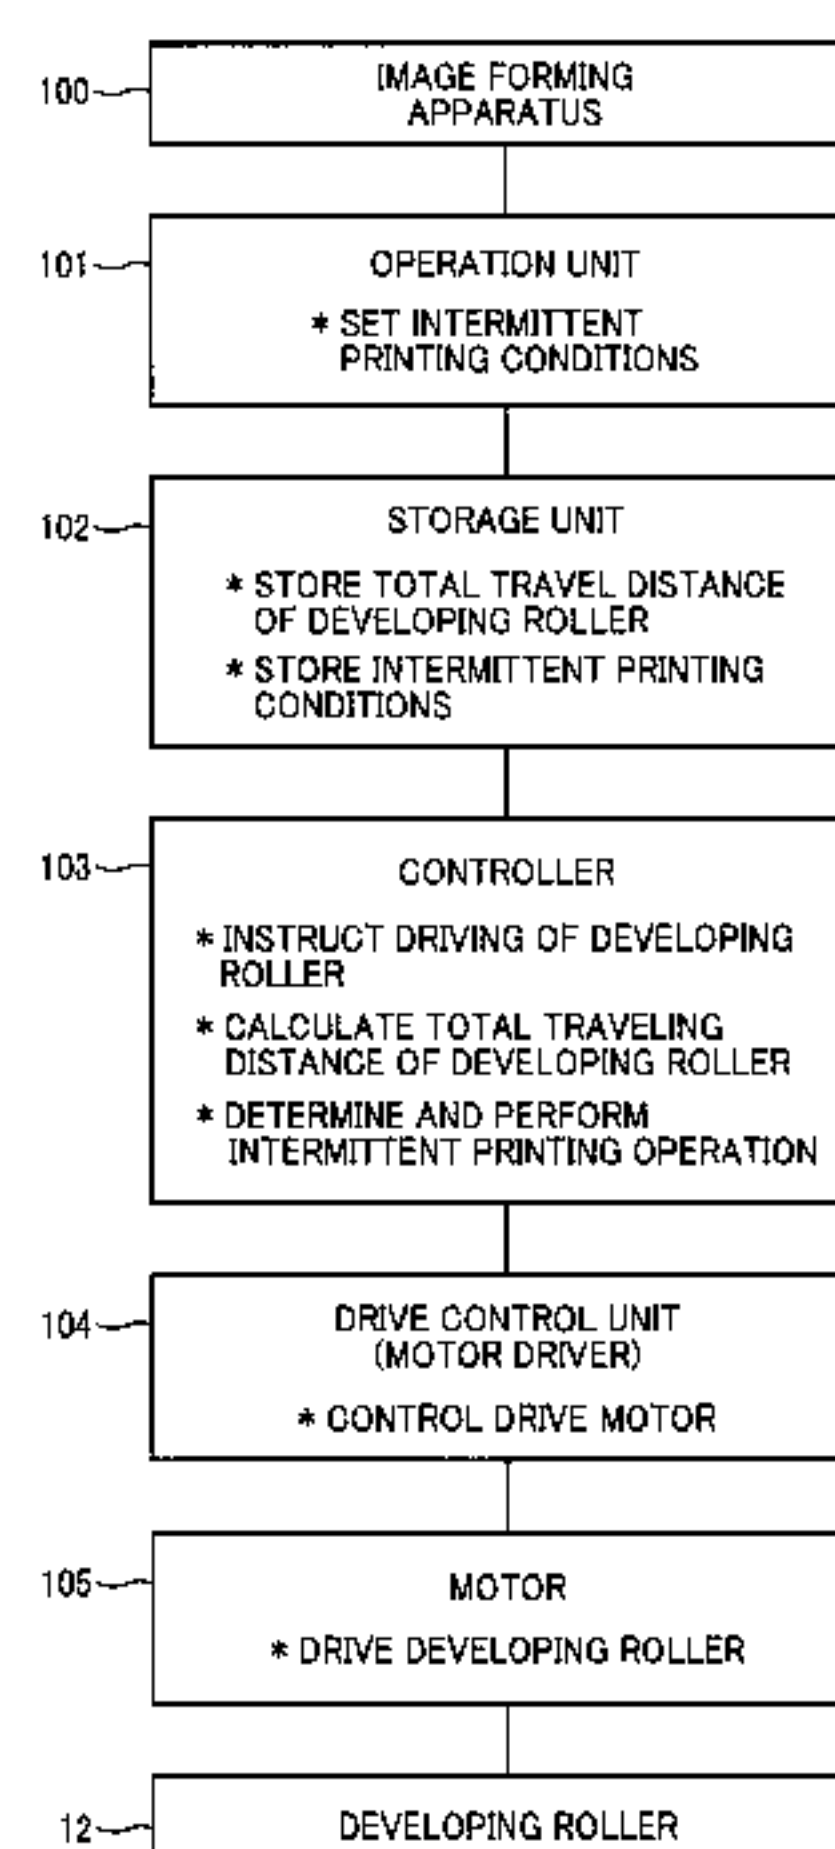 100
IMAGE FORMING
APPARATUS
101
OPERATION UNIT
* SET INTERMITTENT
PRINTING CONDITIONS
102
STORAGE UNIT
* STORE TOTAL TRAVEL DISTANCE
OF DEVELOPING ROLLER
* STORE INTERMITTENT PRINTING
CONDITIONS
103
CONTROLLER
* INSTRUCT DRIVING OF DEVELOPING
ROLLER
* CALCULATE TOTAL TRAVELING
DISTANCE OF DEVELOPING ROLLER
* DETERMINE AND PERFORM
INTERMITTENT PRINTING OPERATION
104
DRIVE CONTROL UNIT
(MOTOR DRIVER)
* CONTROL DRIVE MOTOR
105
MOTOR
* DRIVE DEVELOPING ROLLER
12
DEVELOPING ROLLER